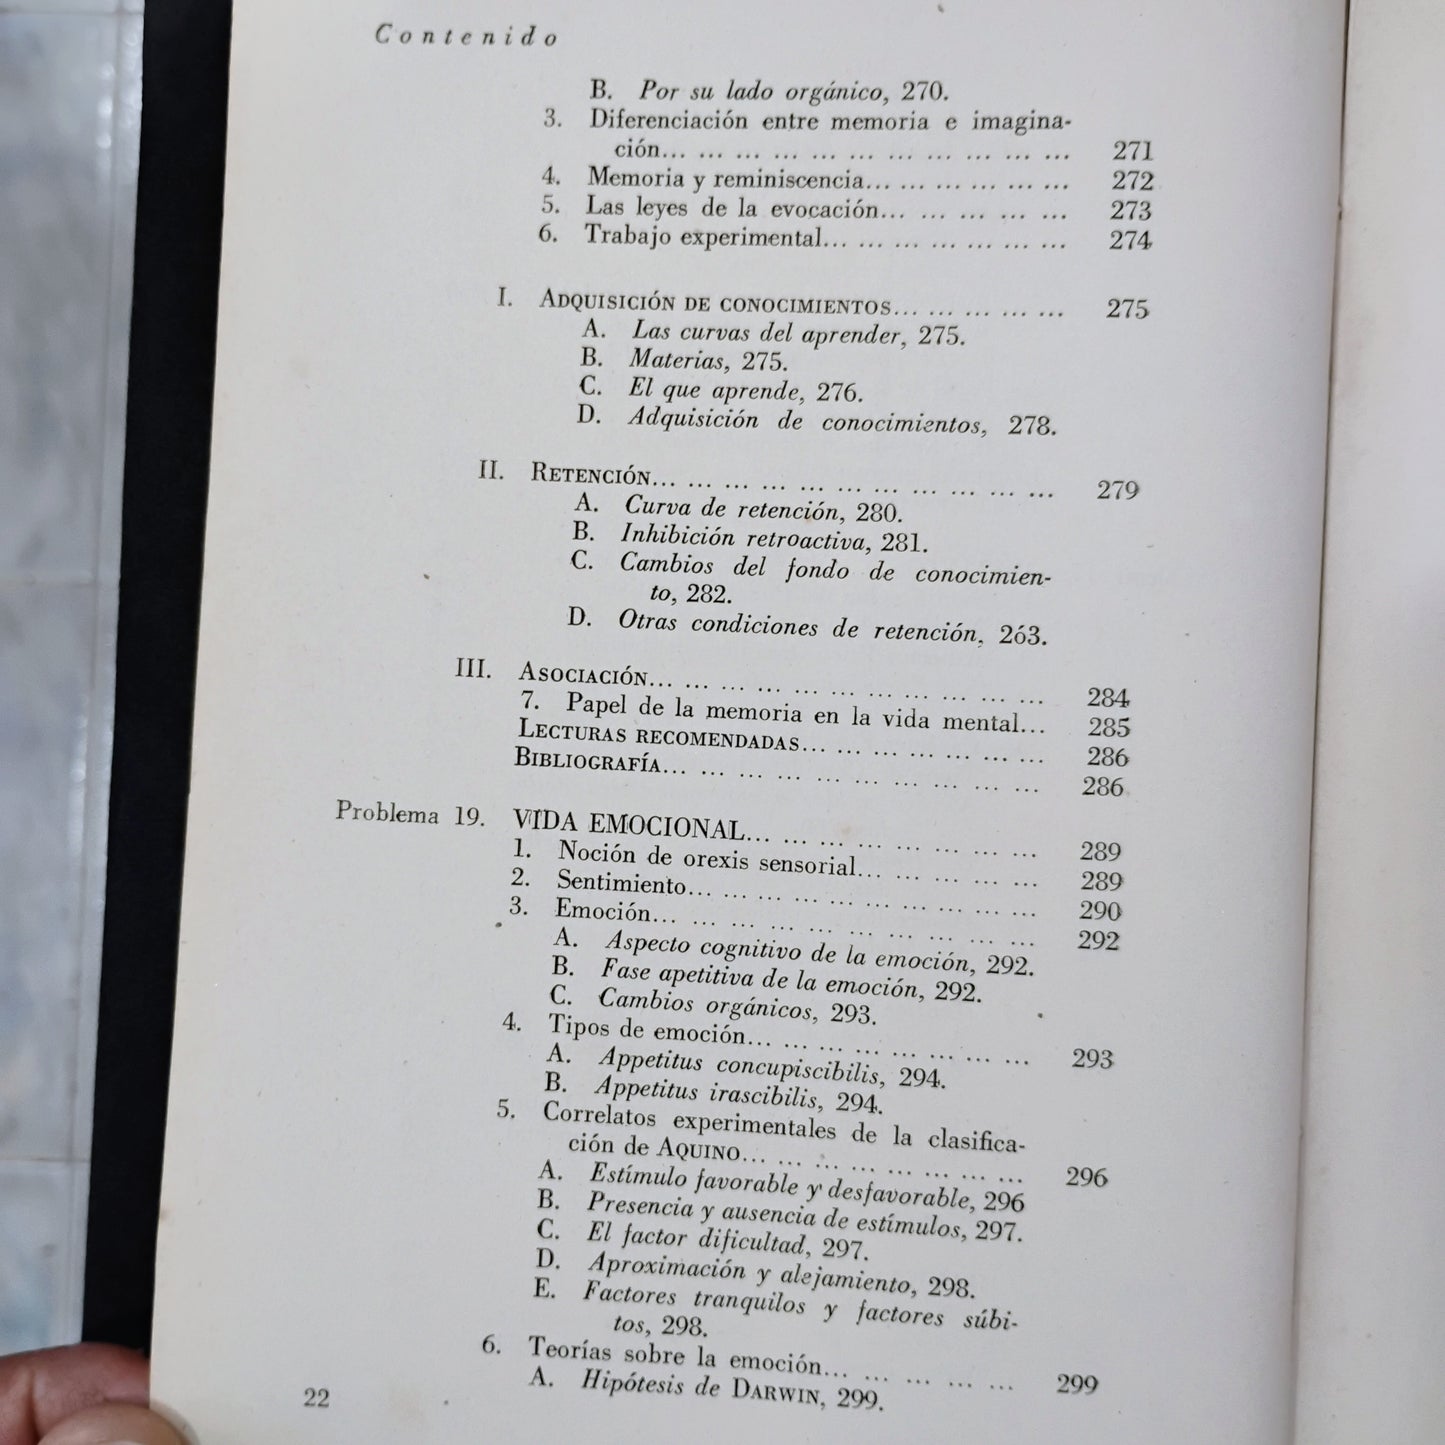 Contenido
B. Por su lado orgánico, 270.
3. Diferenciación entre memoria e imagina-
ción... ... ... ... ... ... ... ... ... ... ... 271
4. Memoria y reminiscencia... ... ... ... ... ... 272
5. Las leyes de la evocación... ... ... ... ... 273
6. Trabajo experimental... ... ... ... ... ... ... 274
I. ADQUISICIÓN DE CONOCIMIENTOS... ... ... ... ... 275
A. Las curvas del aprender, 275.
B. Materias, 275.
C. El que aprende, 276.
D. Adquisición de conocimientos, 278.
II. RETENCIÓN... ... ... ... ... ... ... ... ... ... ... 279
A. Curva de retención, 280.
B. Inhibición retroactiva, 281.
C. Cambios del fondo de conocimien-
to, 282.
D. Otras condiciones de retención, 263.
III. ASOCIACIÓN... ... ... ... ... ... ... ... ... ... ... 284
7. Papel de la memoria en la vida mental... 285
LECTURAS RECOMENDADAS... ... ... ... ... ... ... 286
BIBLIOGRAFÍA... ... ... ... ... ... ... ... ... ... ... 286
Problema 19. VIDA EMOCIONAL... ... ... ... ... ... ... ... 289
1. Noción de orexis sensorial... ... ... ... ... 289
2. Sentimiento... ... ... ... ... ... ... ... ... ... 290
3. Emoción... ... ... ... ... ... ... ... ... ... ... 292
A. Aspecto cognitivo de la emoción, 292.
B. Fase apetitiva de la emoción, 292.
C. Cambios orgánicos, 293.
4. Tipos de emoción... ... ... ... ... ... ... ... 293
A. Appetitus concupiscibilis, 294.
B. Appetitus irascibilis, 294.
5. Correlatos experimentales de la clasifica-
ción de AQUINO... ... ... ... ... ... ... ... 296
A. Estímulo favorable y desfavorable, 296
B. Presencia y ausencia de estímulos, 297.
C. El factor dificultad, 297.
D. Aproximación y alejamiento, 298.
E. Factores tranquilos y factores súbi-
tos, 298.
6. Teorías sobre la emoción... ... ... ... ... 299
A. Hipótesis de DARWIN, 299.
22